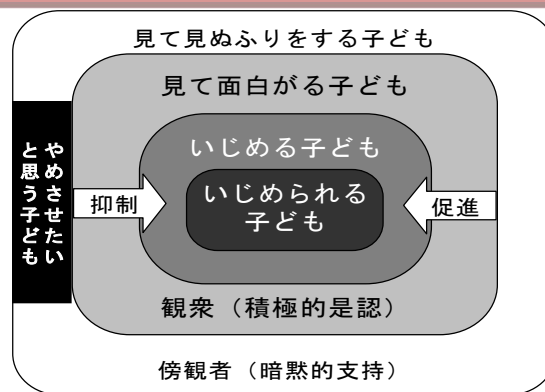 見て見ぬふりをする子ども
見て面白がる子ども
いじめる子ども
いじめられる
子ども
やめさせたい
と思う子ども
抑制
促進
観衆（積極的是認）
傍観者（暗黙的支持）